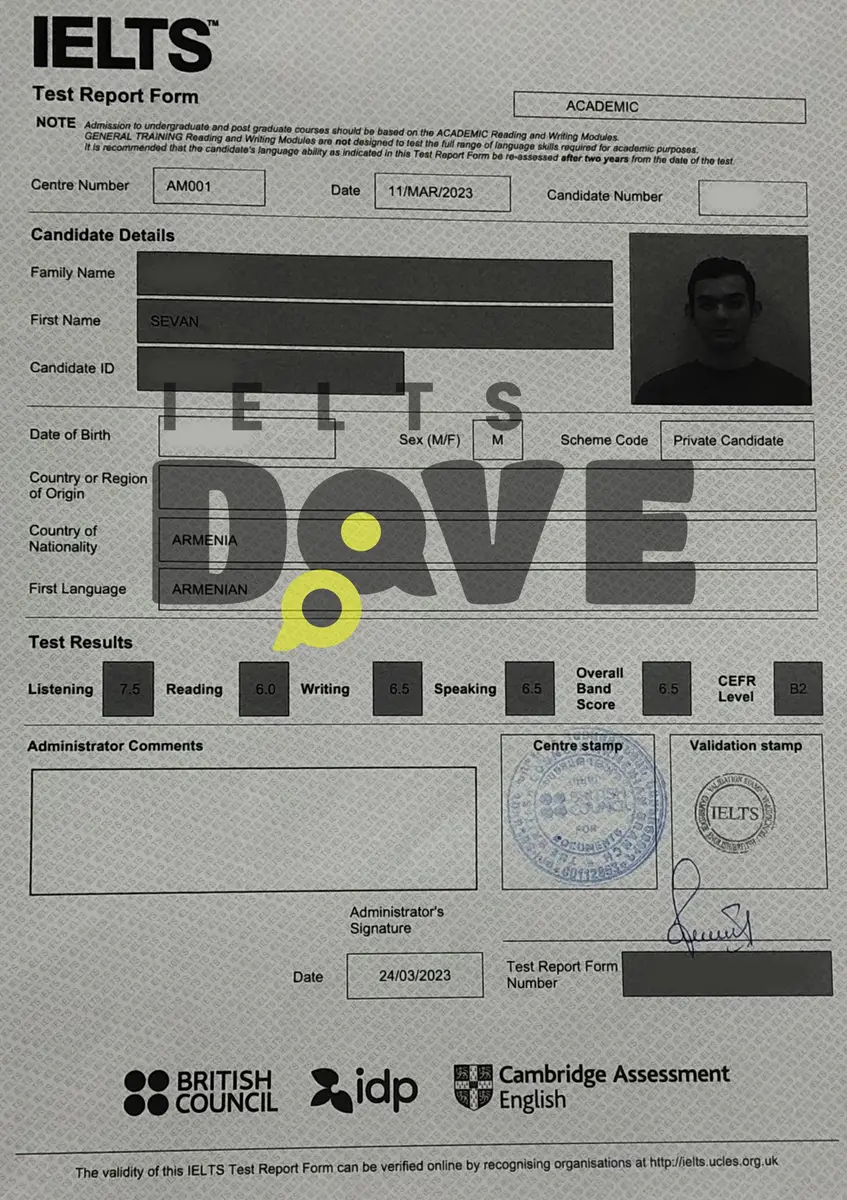 IELTS™
Test Report Form
ACADEMIC
NOTE Admission to undergraduate and post graduate courses should be based on the ACADEMIC Reading and Writing Modules.
GENERAL TRAINING Reading and Writing Modules are not designed to test the full range of language skills required for academic purposes.
It is recommended that the candidate's language ability as indicated in this Test Report Form be re-assessed after two years from the date of the test.
Centre Number AM001 Date 11/MAR/2023 Candidate Number
Candidate Details
Family Name
First Name SEVAN
Candidate ID
IELTS
Date of Birth Sex (M/F) M Scheme Code Private Candidate
DOVE
Country or Region
of Origin
Country of
Nationality ARMENIA
First Language ARMENIAN
Test Results
Listening 7.5 Reading 6.0 Writing 6.5 Speaking 6.5 Overall Band Score 6.5 CEFR Level B2
Administrator Comments
Centre stamp
BRITISH COUNCIL
FOR
DOCUMENTS
Validation stamp
IELTS
Administrator's
Signature
Date 24/03/2023
Test Report Form
Number
BRITISH
COUNCIL
idp
Cambridge Assessment
English
The validity of this IELTS Test Report Form can be verified online by recognising organisations at http://ielts.ucles.org.uk